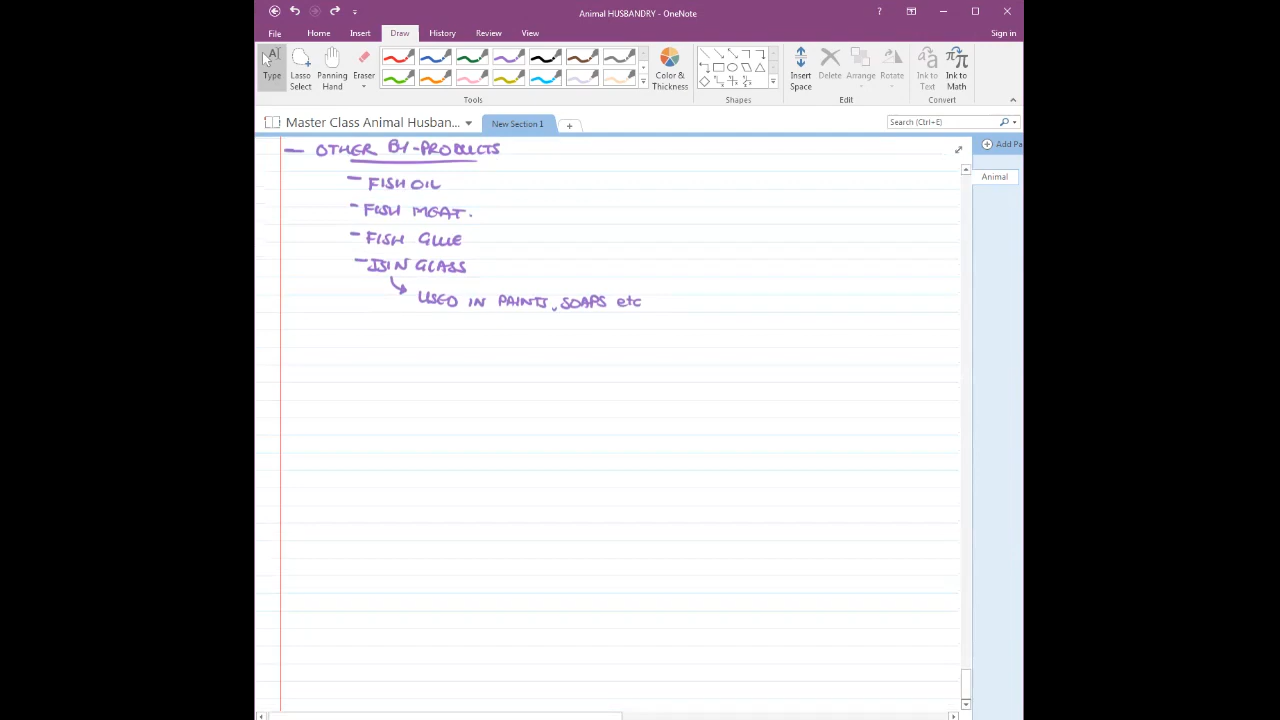 Animal HUSBANDRY - OneNote
?
File Home Insert Draw History Review View Sign in
Type Lasso Select Panning Hand Eraser Color & Thickness Insert Space Delete Arrange Rotate Ink to Text Ink to Math
Tools Shapes Edit Convert
Master Class Animal Husban... New Section 1 Search (Ctrl+E)
Add Pa
Animal
— OTHER BY-PRODUCTS
- FISH OIL
- FISH MEAT.
- FISH GLUE
- ISIN GLASS
USED IN PAINTS, SOAPS etc